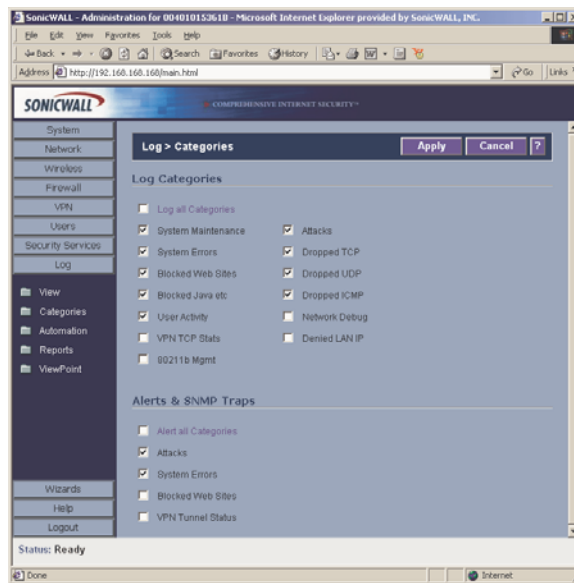 SonicWALL - Administration for 00401015361B - Microsoft Internet Explorer provided by SonicWALL, INC.
File Edit View Favorites Tools Help
Back Search Favorites History
Address http://192.168.168.168/main.html Go Links
SONICWALL COMPREHENSIVE INTERNET SECURITY™
System
Network
Wireless
Firewall
VPN
Users
Security Services
Log
View
Categories
Automation
Reports
ViewPoint
Wizards
Help
Logout
Log > Categories Apply Cancel ?
Log Categories
Log all Categories
System Maintenance Attacks
System Errors Dropped TCP
Blocked Web Sites Dropped UDP
Blocked Java etc Dropped ICMP
User Activity Network Debug
VPN TCP Stats Denied LAN IP
80211b Mgmt
Alerts & SNMP Traps
Alert all Categories
Attacks
System Errors
Blocked Web Sites
VPN Tunnel Status
Status: Ready
Done Internet